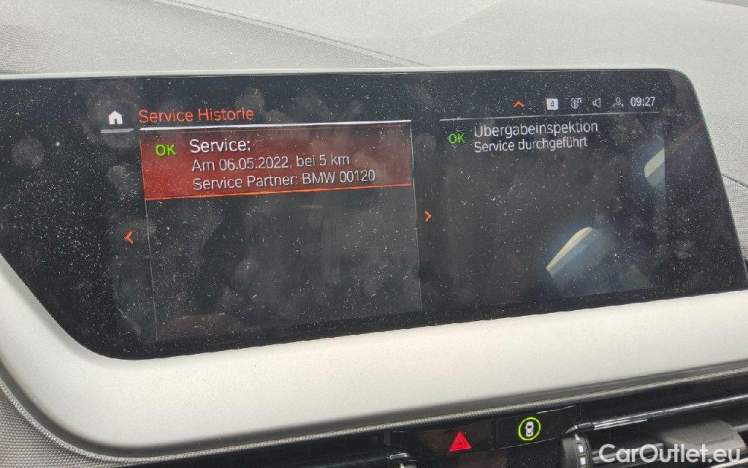 Service Historie
4
09:27
OK Service:
Am 06.05.2022, bei 5 km
Service Partner: BMW 00120
OK Übergabeinspektion
Service durchgeführt
CarOutlet.eu